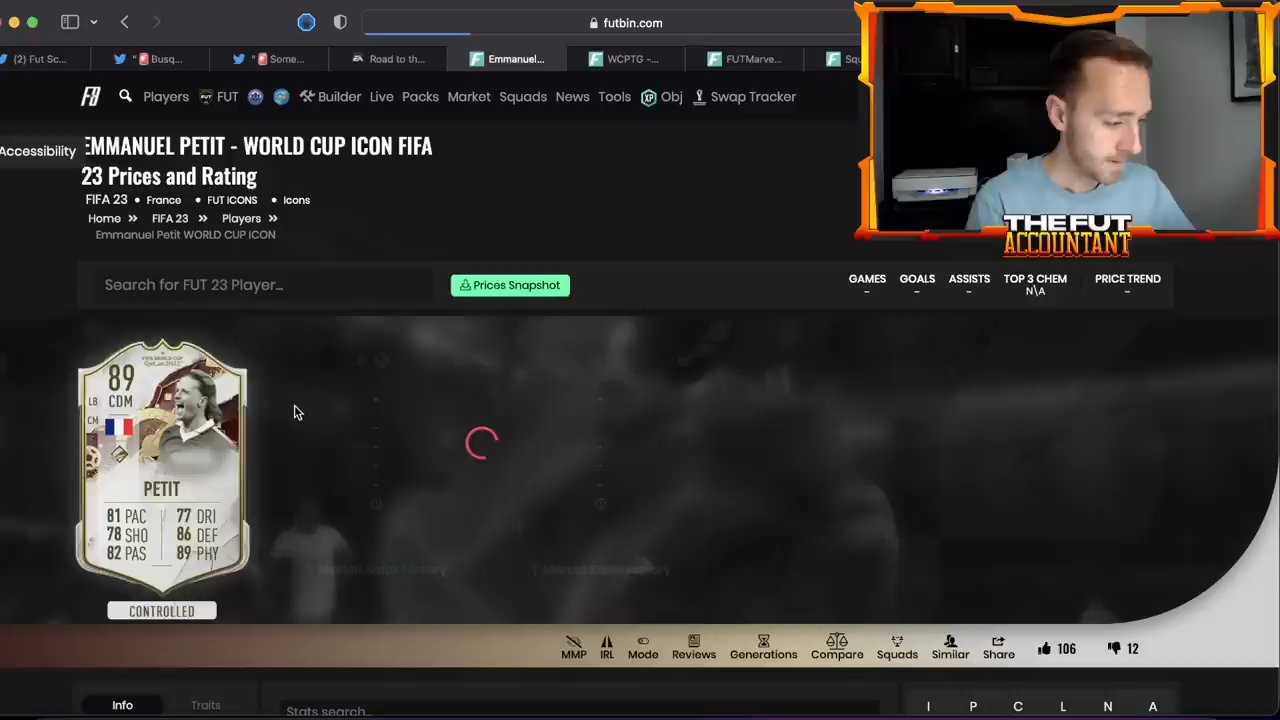 futbin.com
(2) Fut Sc...
"Busq...
"Some...
Road to th...
Emmanuel...
WCPTG -...
FUTMarve...
Squ
F8
Players
FUT
Builder
Live
Packs
Market
Squads
News
Tools
XP Obj
Swap Tracker
Accessibility
EMMANUEL PETIT - WORLD CUP ICON FIFA
23 Prices and Rating
FIFA 23 • France • FUT ICONS • Icons
Home >> FIFA 23 >> Players >>
Emmanuel Petit WORLD CUP ICON
THE FUT
ACCOUNTANT
Search for FUT 23 Player...
Prices Snapshot
GAMES
-
GOALS
-
ASSISTS
-
TOP 3 CHEM
N\A
PRICE TREND
-
89
CDM
LB
CM
PETIT
81 PAC 77 DRI
78 SHO 86 DEF
82 PAS 89 PHY
CONTROLLED
MMP
IRL
Mode
Reviews
Generations
Compare
Squads
Similar
Share
106
12
Info
Traits
Stats search..
I P C L N A